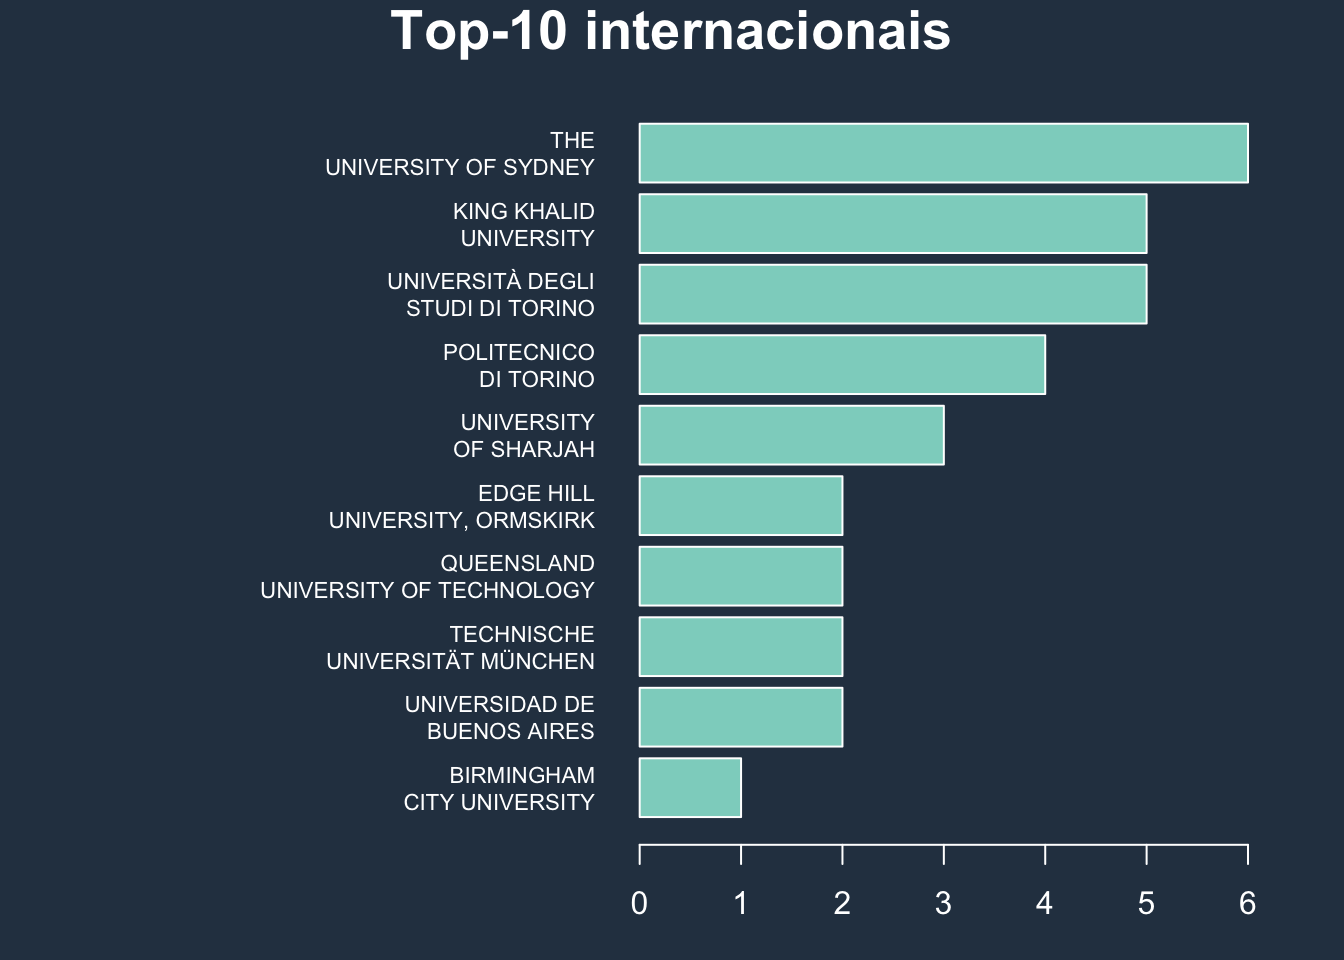 Top-10 internacionais
THE
UNIVERSITY OF SYDNEY
KING KHALID
UNIVERSITY
UNIVERSITÀ DEGLI
STUDI DI TORINO
POLITECNICO
DI TORINO
UNIVERSITY
OF SHARJAH
EDGE HILL
UNIVERSITY, ORMSKIRK
QUEENSLAND
UNIVERSITY OF TECHNOLOGY
TECHNISCHE
UNIVERSITÄT MÜNCHEN
UNIVERSIDAD DE
BUENOS AIRES
BIRMINGHAM
CITY UNIVERSITY
0 1 2 3 4 5 6